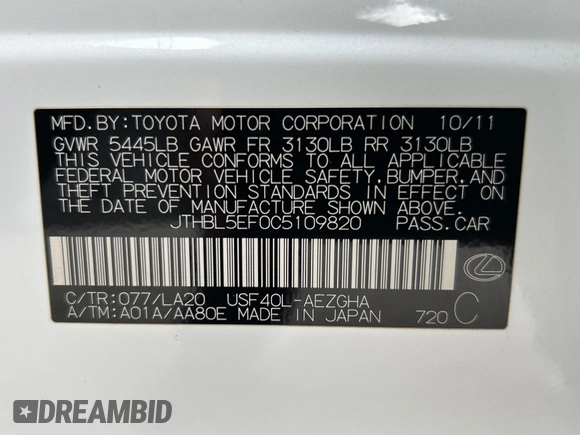 MFD.BY:TOYOTA MOTOR CORPORATION 10/11
GVWR 5445LB GAWR FR 3130LB RR 3130LB
THIS VEHICLE CONFORMS TO ALL APPLICABLE
FEDERAL MOTOR VEHICLE SAFETY,BUMPER,AND
THEFT PREVENTION STANDARDS IN EFFECT ON
THE DATE OF MANUFACTURE SHOWN ABOVE.
JTHBL5EF0C5109820 PASS.CAR
C/TR:077/LA20 USF40L-AEZGHA
A/TM:A01A/AA80E MADE IN JAPAN 720 C
DREAMBID